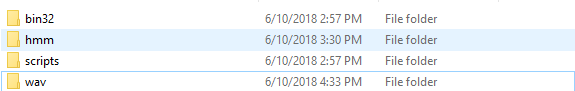 bin32 6/10/2018 2:57 PM File folder
hmm 6/10/2018 3:30 PM File folder
scripts 6/10/2018 2:57 PM File folder
wav 6/10/2018 4:33 PM File folder